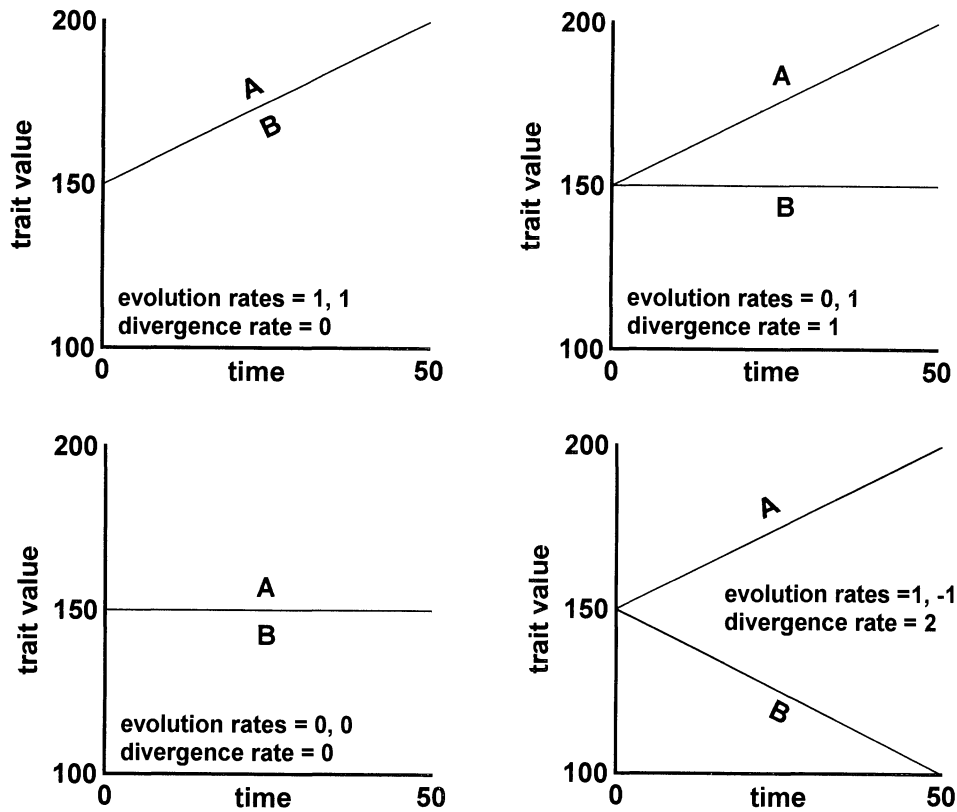 200
A
B
150
trait value
evolution rates = 1, 1
divergence rate = 0
100
0
time
50
200
A
150
B
trait value
evolution rates = 0, 1
divergence rate = 1
100
0
time
50
200
A
150
B
trait value
evolution rates = 0, 0
divergence rate = 0
100
0
time
50
200
A
trait value
150
evolution rates =1, -1
divergence rate = 2
B
100
0
time
50